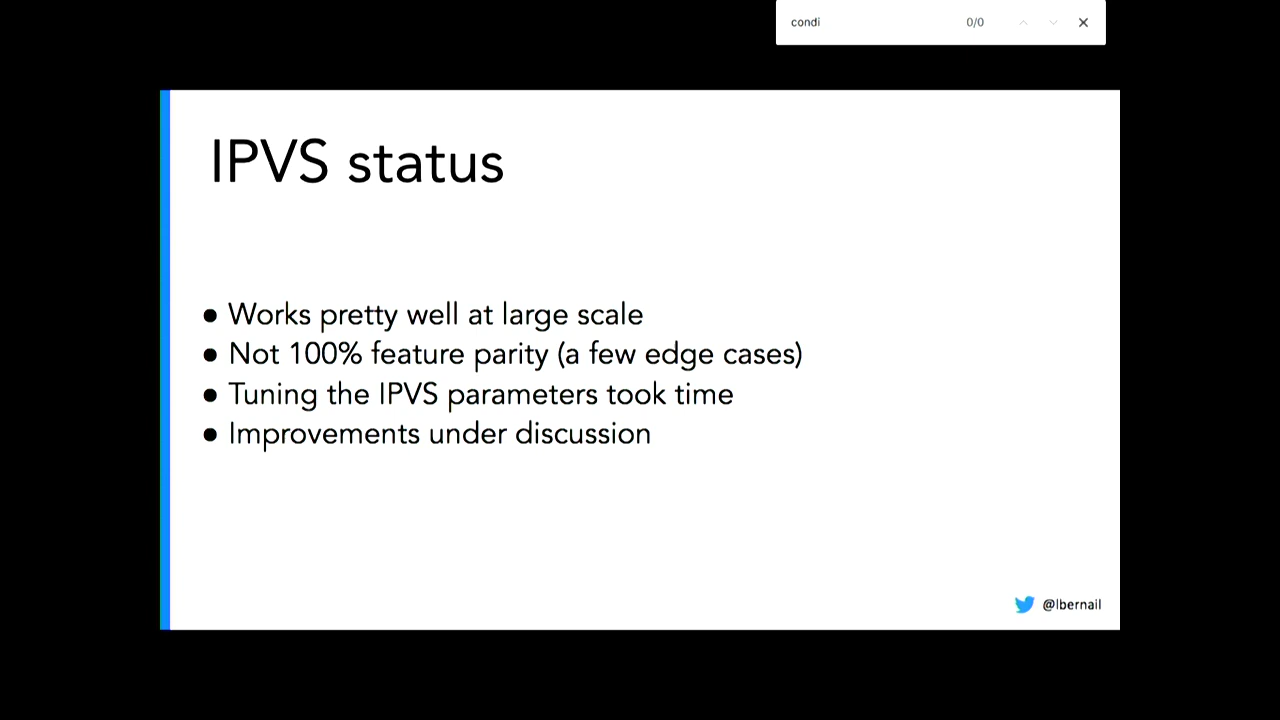 condi 0/0
IPVS status
● Works pretty well at large scale
● Not 100% feature parity (a few edge cases)
● Tuning the IPVS parameters took time
● Improvements under discussion
@lbernail